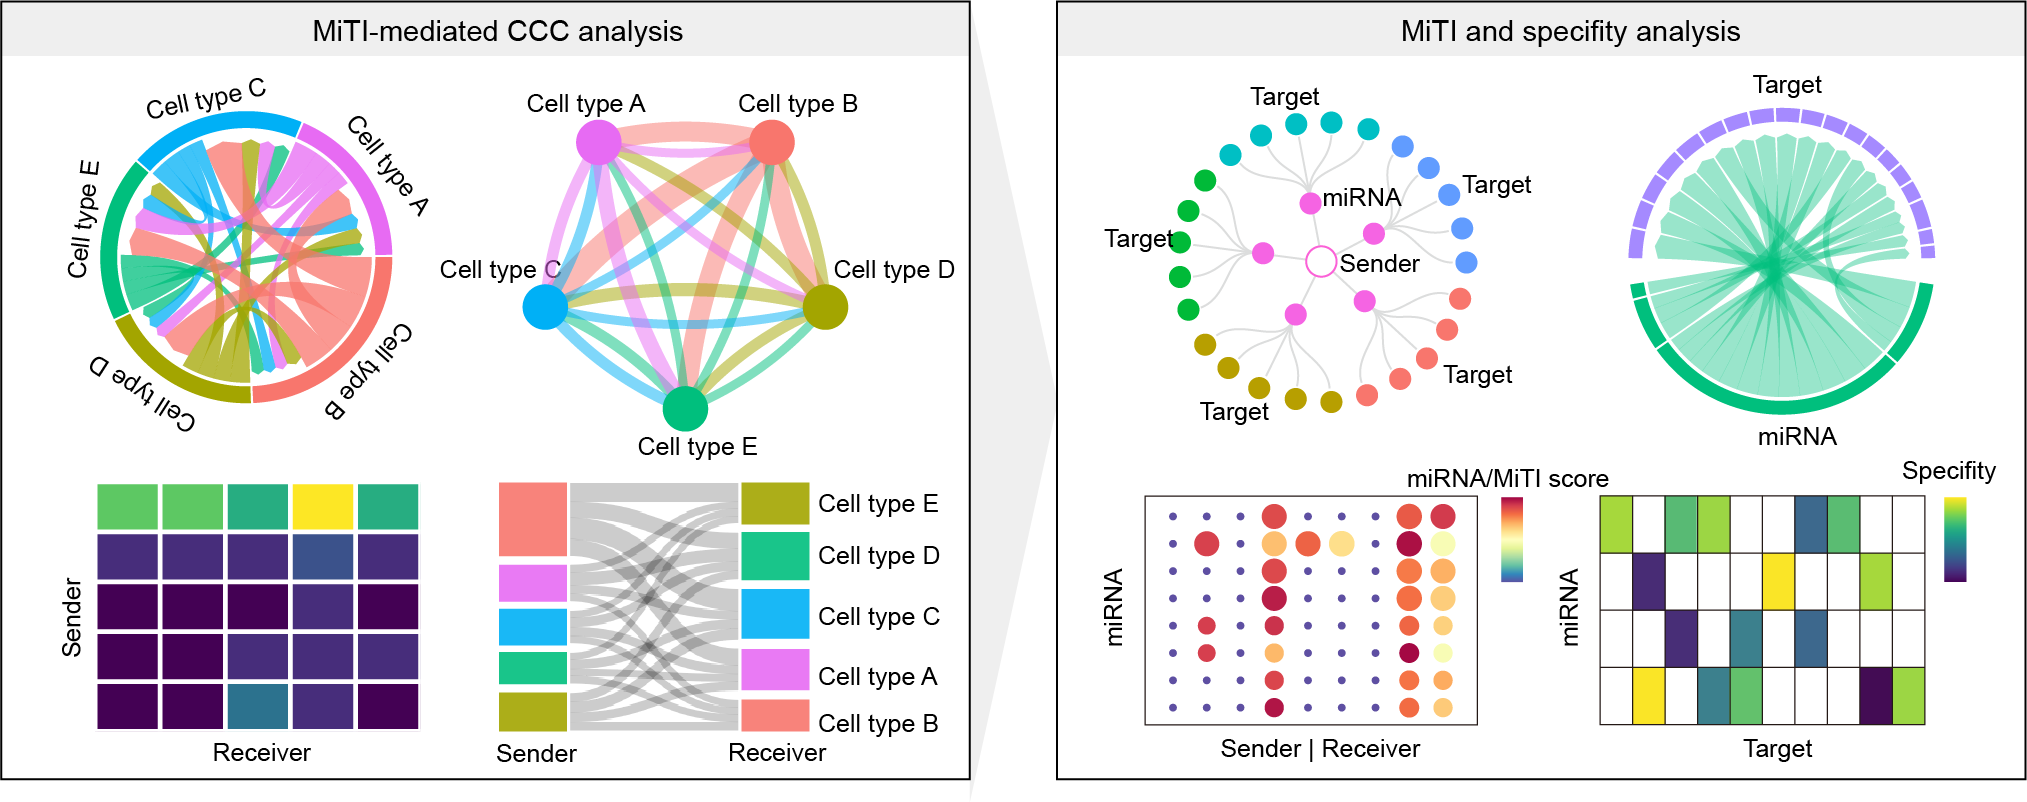 MiTI-mediated CCC analysis
Cell type C
Cell type A
Cell type E
Cell type D
Cell type B
Cell type A
Cell type B
Cell type C
Cell type D
Cell type E
Sender
Receiver
Cell type E
Cell type D
Cell type C
Cell type A
Cell type B
Sender
Receiver
MiTI and specifity analysis
Target
miRNA
Target
Target
Sender
Target
Target
Target
miRNA
miRNA/MiTI score
miRNA
Sender | Receiver
Specifity
miRNA
Target